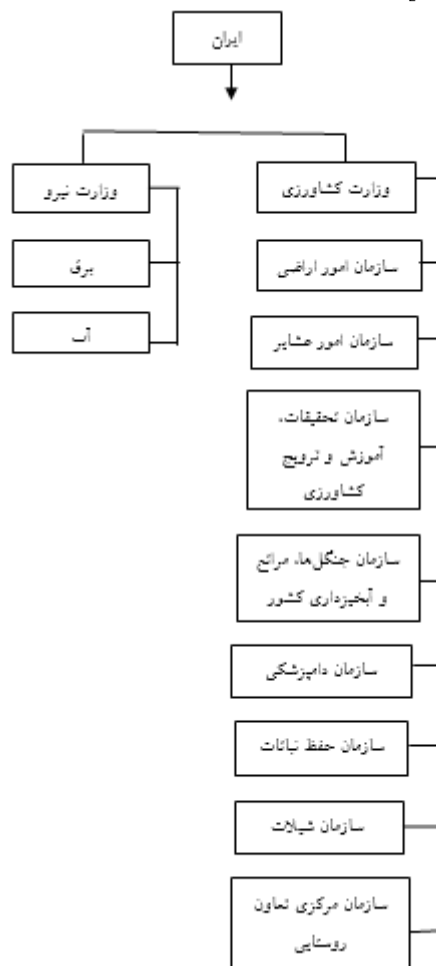 ایران
وزارت کشاورزی
وزارت نیرو
سازمان امور اراضی
برق
سازمان امور عشایر
آب
سازمان تحقیقات،
آموزش و ترویج
کشاورزی
سازمان جنگل‌ها، مراتع
و آبخیزداری کشور
سازمان دامپزشکی
سازمان حفظ نباتات
سازمان شیلات
سازمان مرکزی تعاون
روستایی